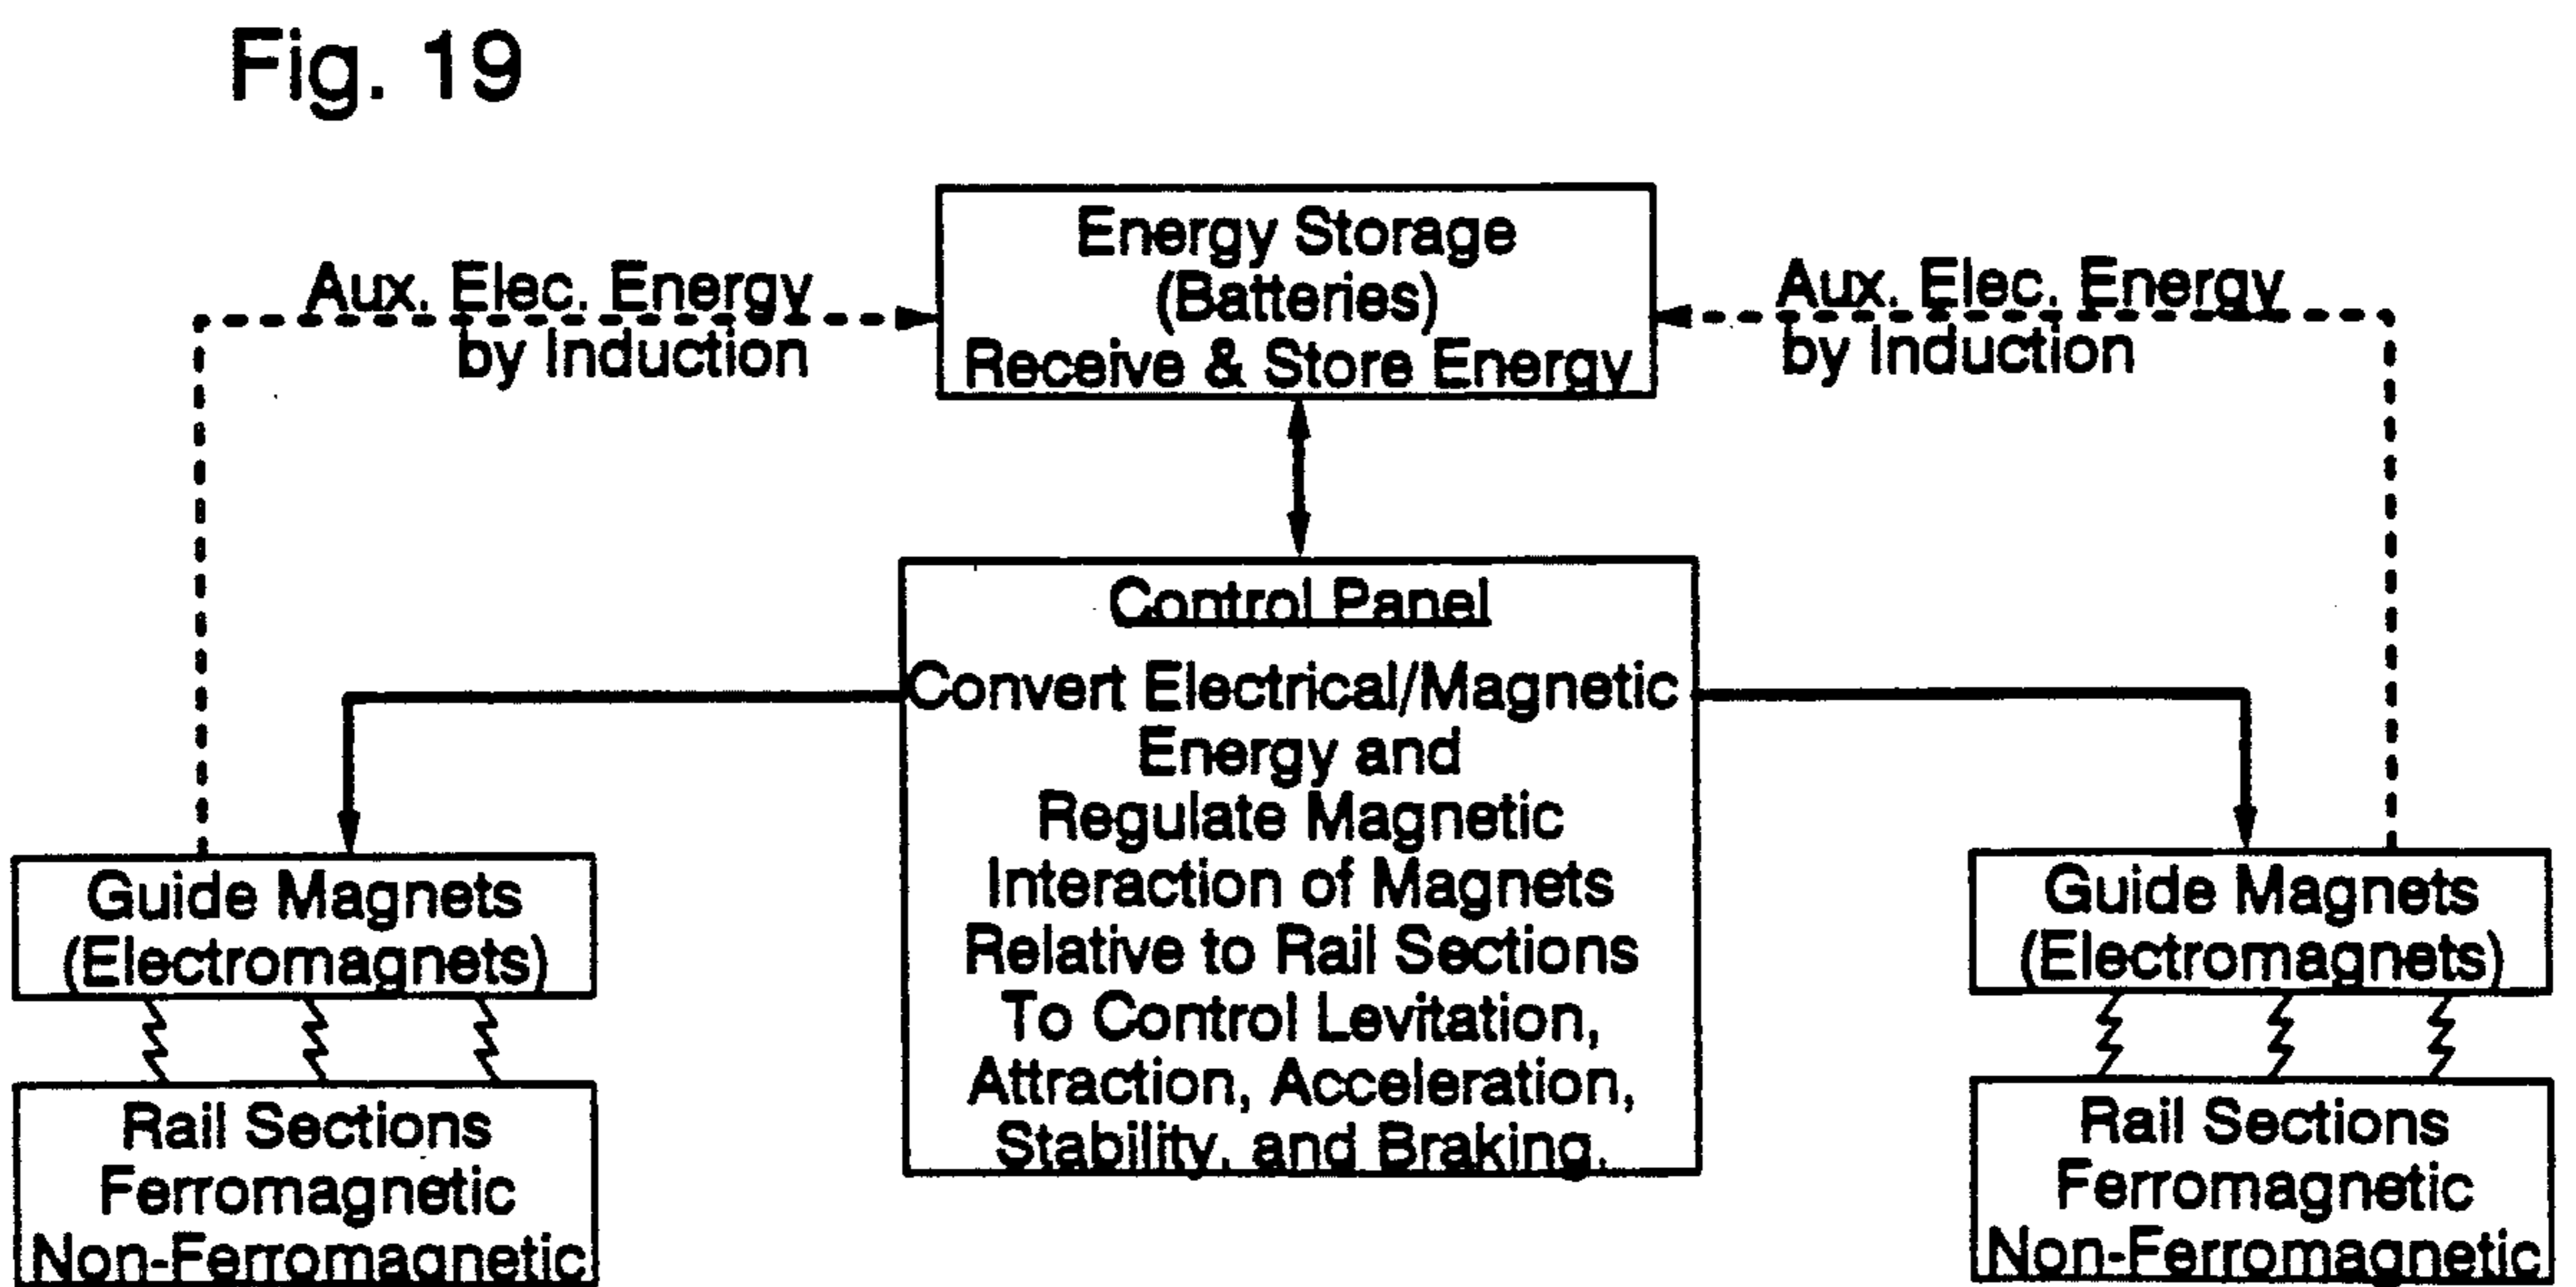 Fig. 19
Energy Storage
(Batteries)
Receive & Store Energy
Aux. Elec. Energy
by Induction
Aux. Elec. Energy
by Induction
Control Panel
Convert Electrical/Magnetic
Energy and
Regulate Magnetic
Interaction of Magnets
Relative to Rail Sections
To Control Levitation,
Attraction, Acceleration,
Stability, and Braking.
Guide Magnets
(Electromagnets)
Rail Sections
Ferromagnetic
Non-Ferromagnetic
Guide Magnets
(Electromagnets)
Rail Sections
Ferromagnetic
Non-Ferromagnetic